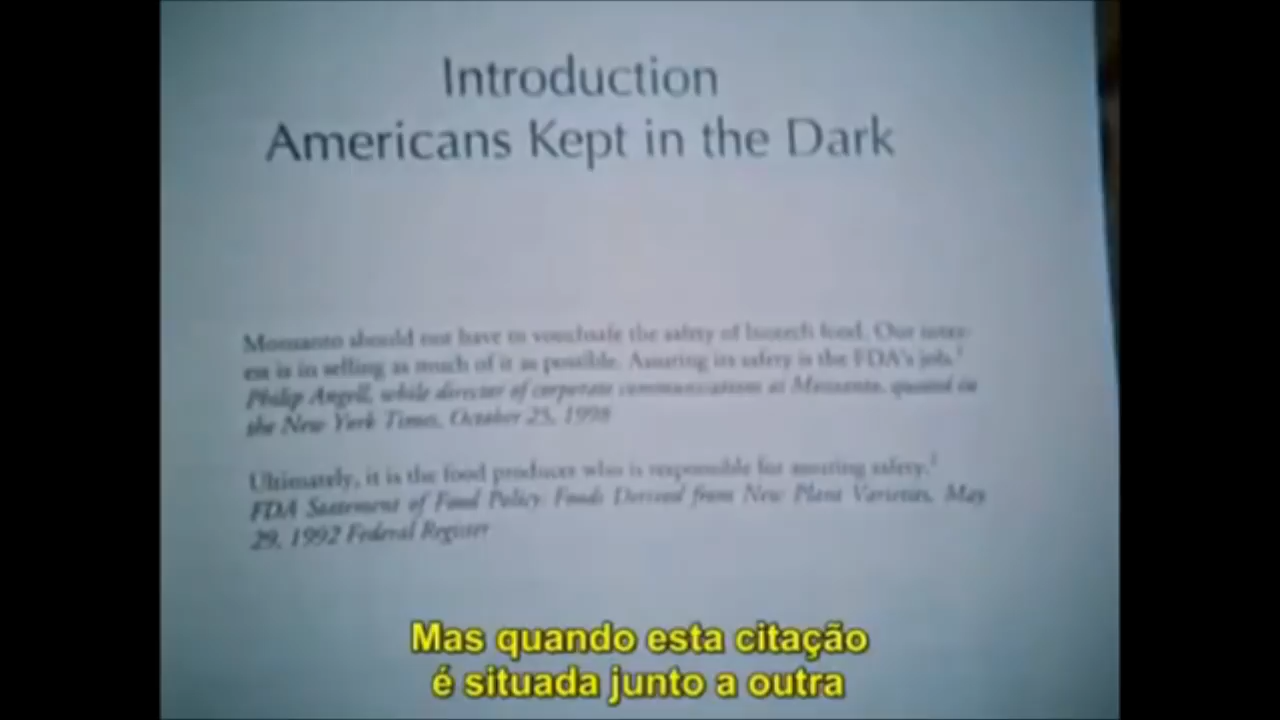 Introduction
Americans Kept in the Dark
Monsanto should not have to vouchsafe the safety of biotech food. Our inter-
est is in selling as much of it as possible. Assuring its safety is the FDA's job.1
Philip Angell, while director of corporate communications at Monsanto, quoted in
the New York Times, October 25, 1998
Ultimately, it is the food producer who is responsible for assuring safety.2
FDA Statement of Food Policy: Foods Derived from New Plant Varieties, May
29, 1992 Federal Register
Mas quando esta citação
é situada junto a outra